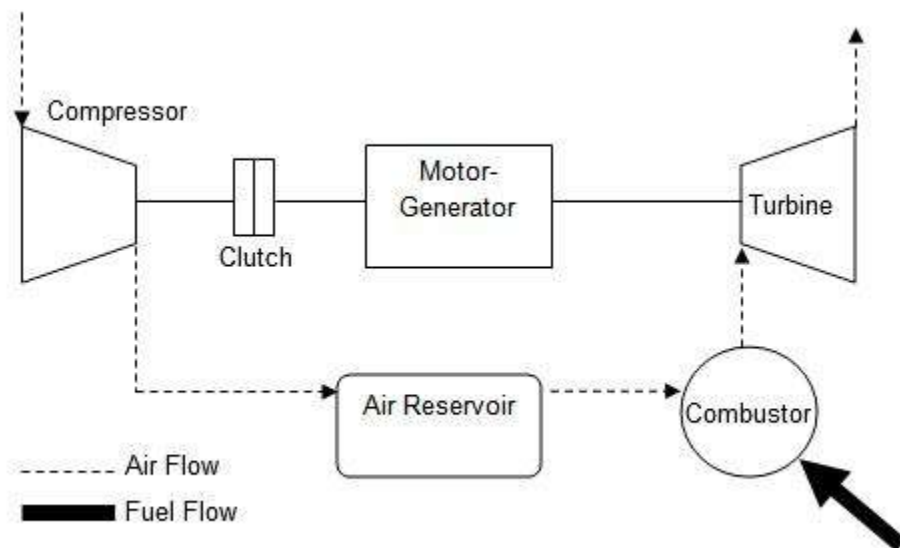 Compressor
Motor-
Generator
Turbine
Clutch
Air Reservoir
Combustor
Air Flow
Fuel Flow